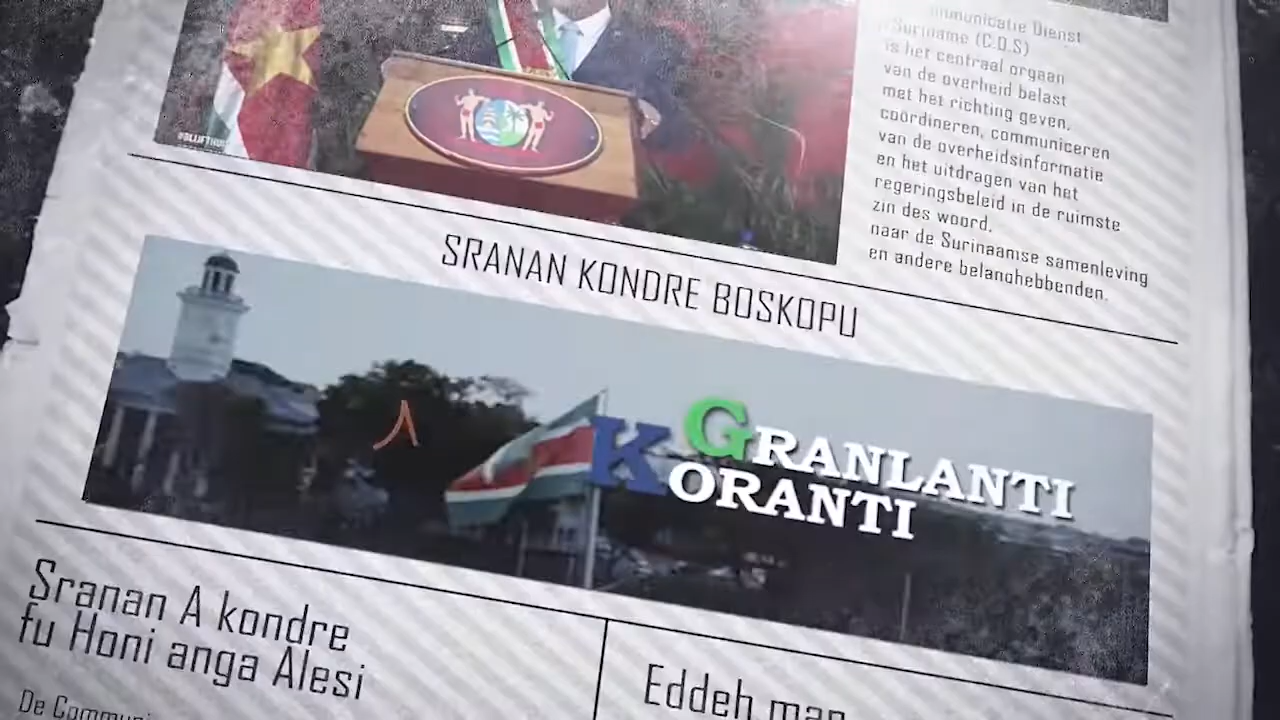 Suriname (C.D.S)
is het centraal orgaan
van de overheid belast
met het richting geven,
coördineren, communiceren
van de overheidsinformatie
en het uitdragen van het
regeringsbeleid in de ruimste
zin des woord,
naar de Surinaamse samenleving
en andere belanghebbenden.
SRANAN KONDRE BOSKOPU
GRANLANTI
KORANTI
Sranan A kondre
fu Honi anga Alesi
Eddeh man
De